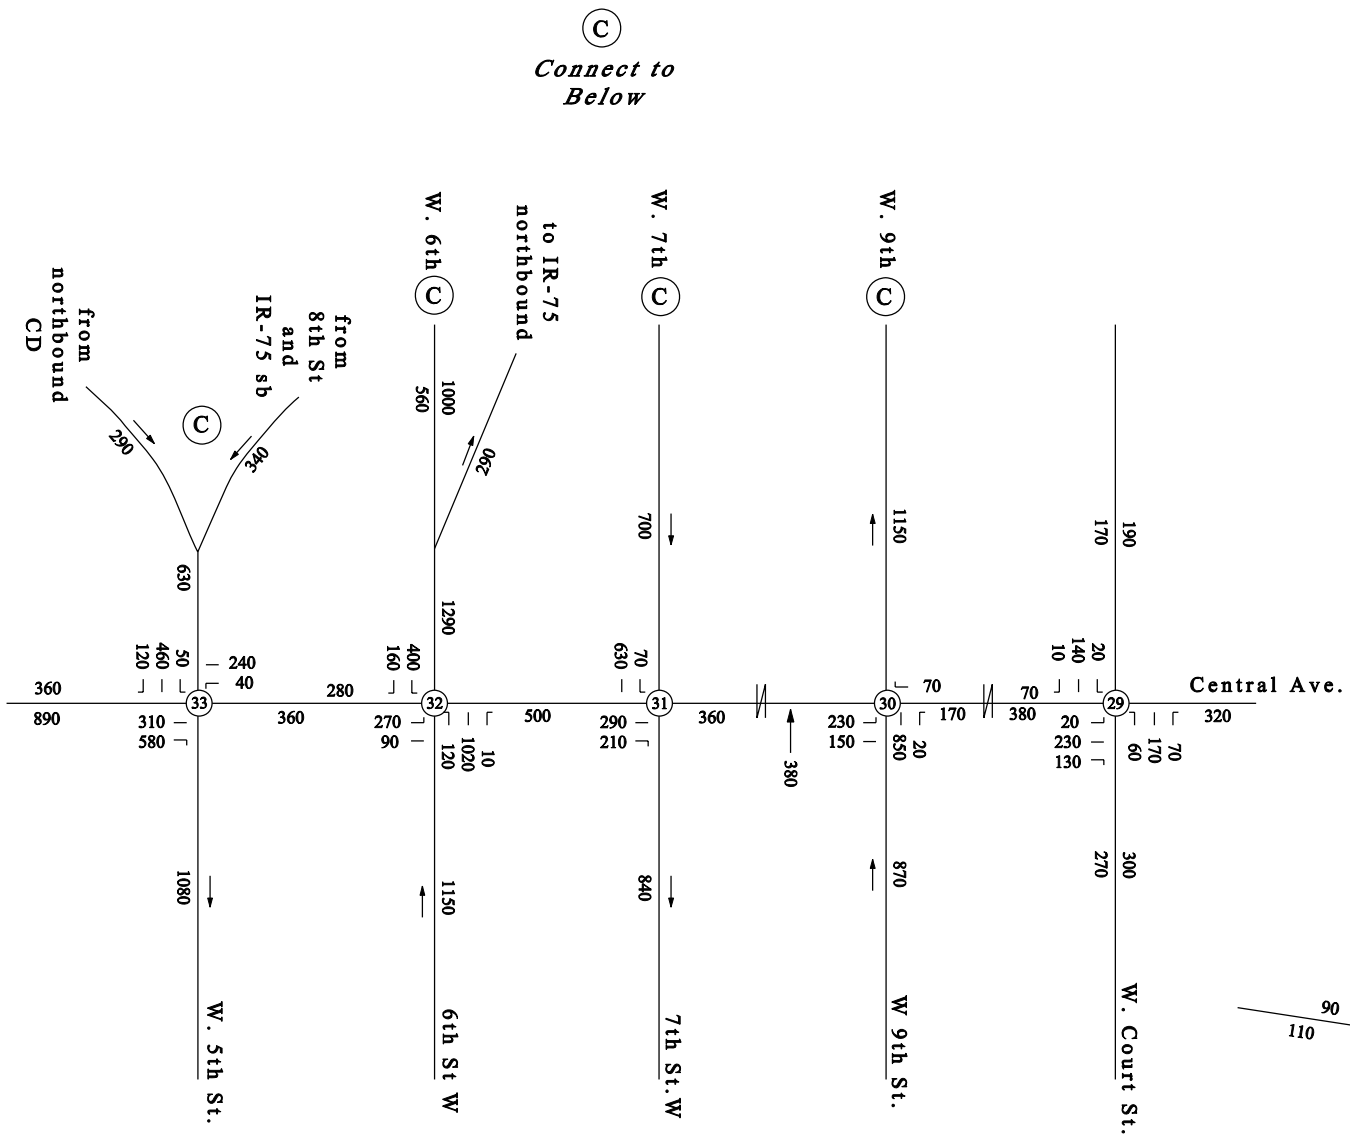 C
Connect to
Below
W. 6th
C
to IR-75
northbound
W. 7th
C
W. 9th
C
from
northbound
CD
from
8th St
and
IR-75 sb
C
290
340
560
1000
290
700
1150
170
190
630
1290
120
460
50
240
40
160
400
630
70
70
10
140
20
Central Ave.
360
33
280
32
31
30
70
29
890
310
580
360
270
90
120
1020
10
500
290
210
360
380
230
150
850
20
170
380
20
230
130
60
170
70
320
1080
1150
840
870
270
300
W. 5th St.
6th St W
7th St.W
W 9th St.
W. Court St.
90
110